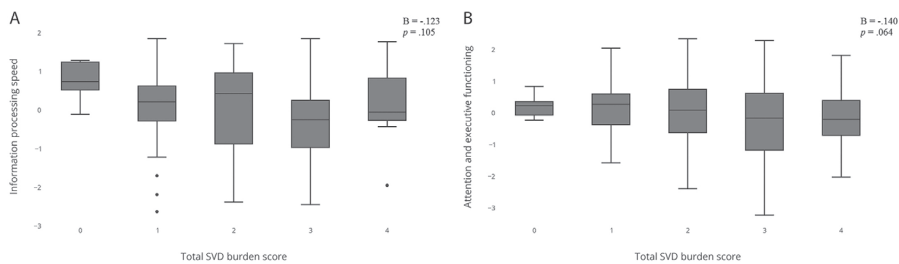 A
B = -.123
p = .105
Information processing speed
2
1
0
−1
−2
−3
0 1 2 3 4
Total SVD burden score
B
B = -.140
p = .064
Attention and executive functioning
2
1
0
−1
−2
−3
0 1 2 3 4
Total SVD burden score